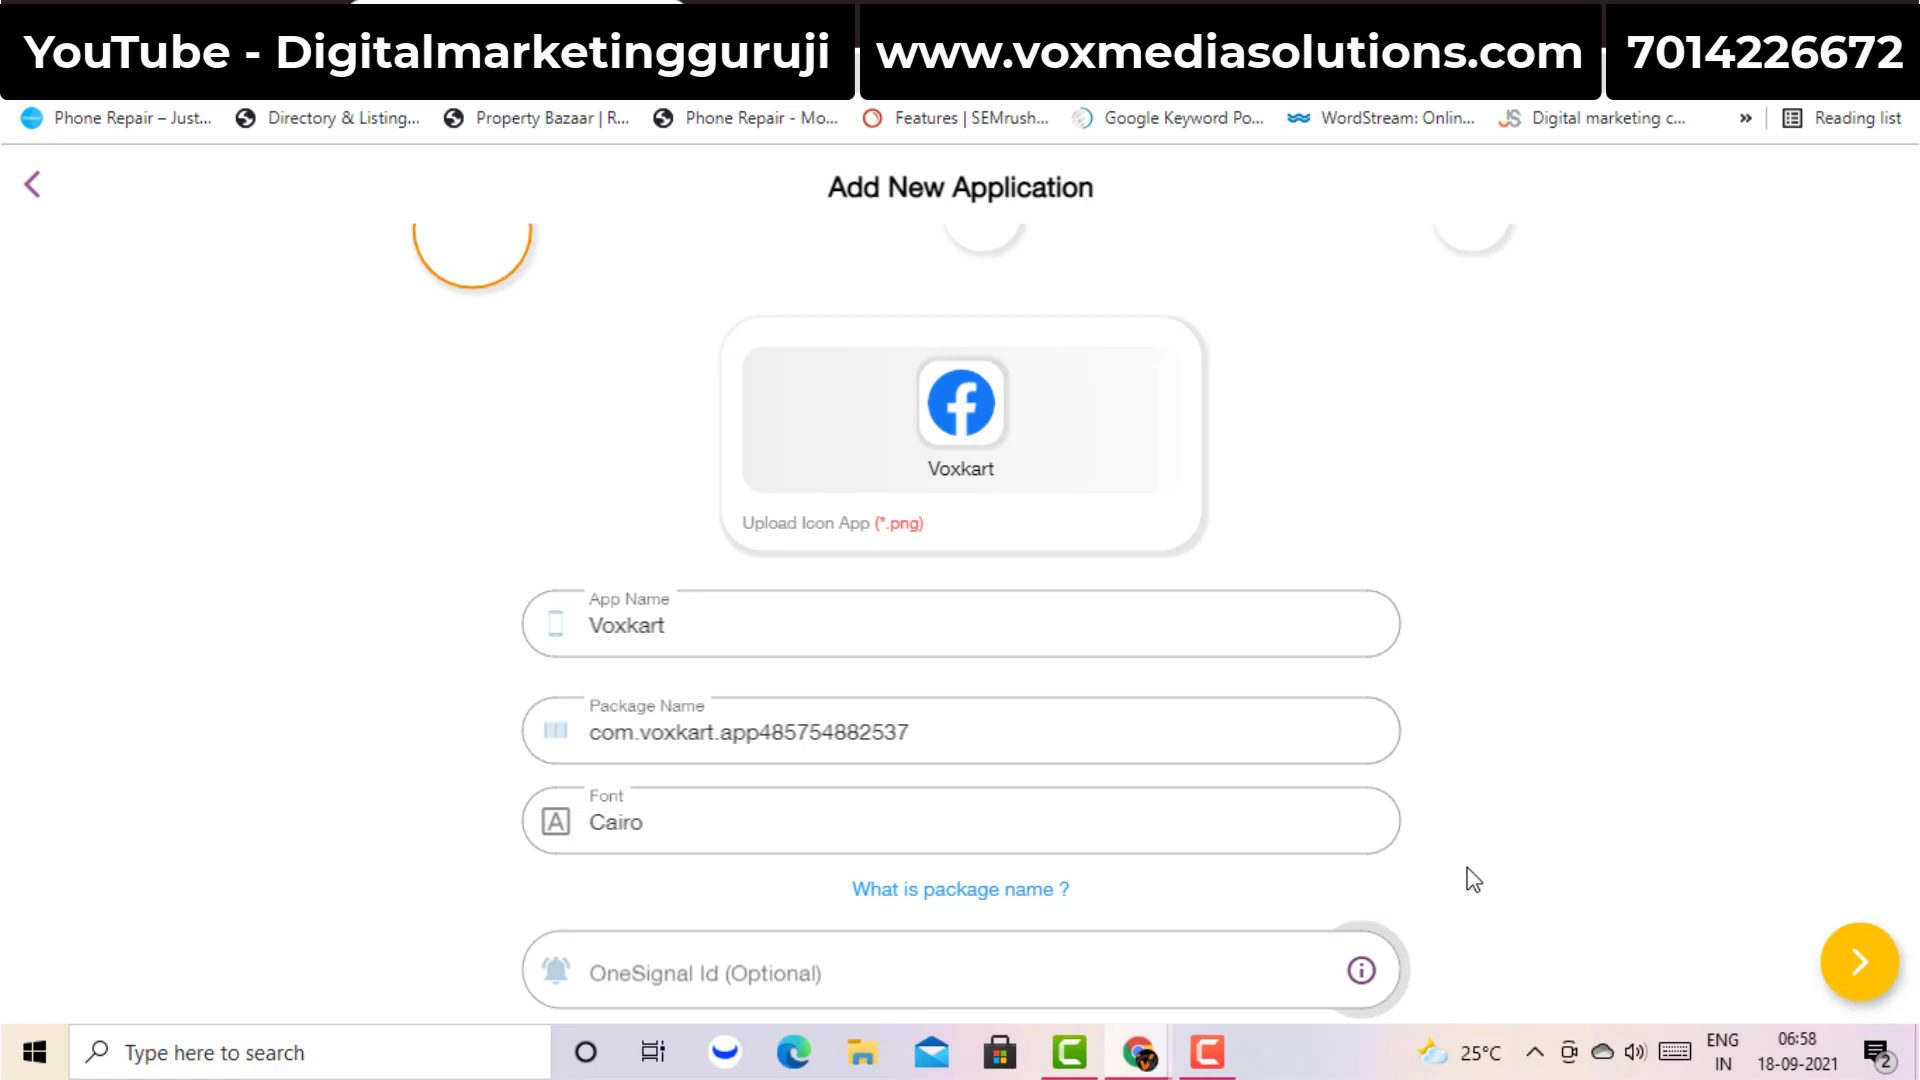 YouTube - Digitalmarketingguruji
www.voxmediasolutions.com
7014226672
Phone Repair – Just...
Directory & Listing...
Property Bazaar | R...
Phone Repair - Mo...
Features | SEMrush...
Google Keyword Po...
WordStream: Onlin...
Digital marketing c...
»
Reading list
Add New Application
Voxkart
Upload Icon App (*.png)
App Name
Voxkart
Package Name
com.voxkart.app485754882537
Font
A
Cairo
What is package name ?
OneSignal Id (Optional)
Type here to search
25°C
ENG
IN
06:58
18-09-2021
2